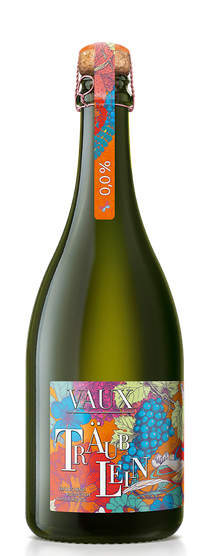 0,0%
VAUX
TRÄUB
LEIN